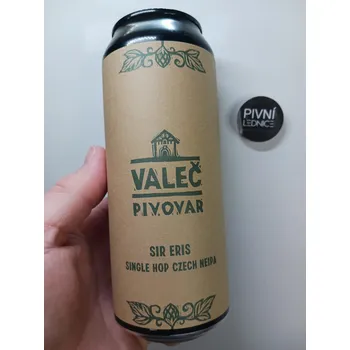 VALEČ
PIVOVAR
SIR ERIS
SINGLE HOP CZECH NEIPA
PIVNÍ
LEDNICE